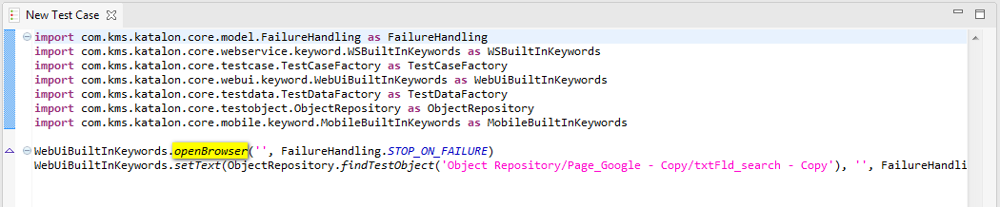 New Test Case
import com.kms.katalon.core.model.FailureHandling as FailureHandling
import com.kms.katalon.core.webservice.keyword.WSBuiltInKeywords as WSBuiltInKeywords
import com.kms.katalon.core.testcase.TestCaseFactory as TestCaseFactory
import com.kms.katalon.core.webui.keyword.WebUiBuiltInKeywords as WebUiBuiltInKeywords
import com.kms.katalon.core.testdata.TestDataFactory as TestDataFactory
import com.kms.katalon.core.testobject.ObjectRepository as ObjectRepository
import com.kms.katalon.core.mobile.keyword.MobileBuiltInKeywords as MobileBuiltInKeywords
WebUiBuiltInKeywords.openBrowser('', FailureHandling.STOP_ON_FAILURE)
WebUiBuiltInKeywords.setText(ObjectRepository.findTestObject('Object Repository/Page_Google - Copy/txtFld_search - Copy'), '', FailureHandli